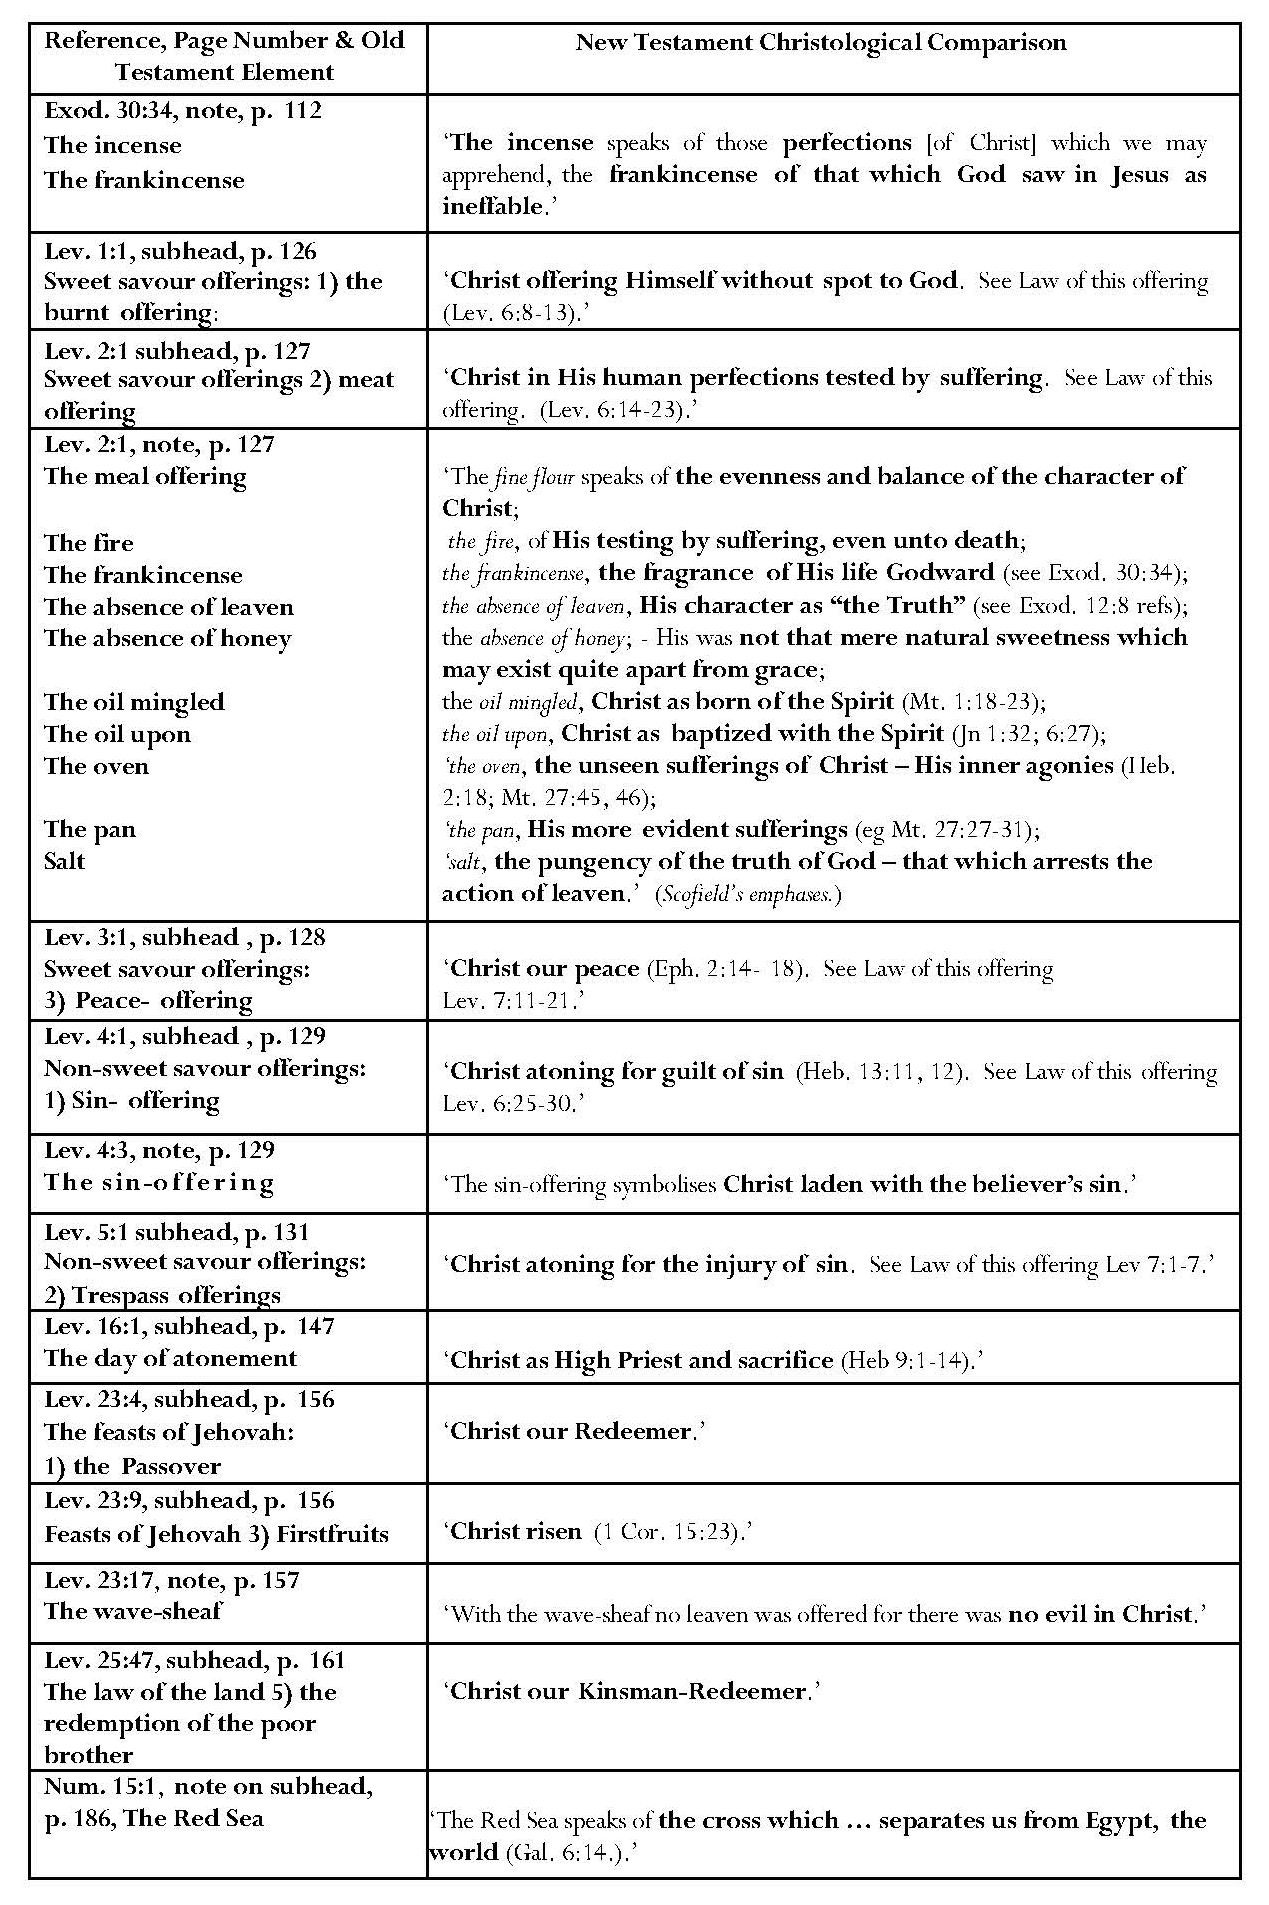 Reference, Page Number & Old
Testament Element
New Testament Christological Comparison
Exod. 30:34, note, p. 112
The incense
The frankincense
‘The incense speaks of those perfections [of Christ] which we may
apprehend, the frankincense of that which God saw in Jesus as
ineffable.’
Lev. 1:1, subhead, p. 126
Sweet savour offerings: 1) the
burnt offering:
‘Christ offering Himself without spot to God. See Law of this offering
(Lev. 6:8-13).’
Lev. 2:1 subhead, p. 127
Sweet savour offerings 2) meat
offering
‘Christ in His human perfections tested by suffering. See Law of this
offering. (Lev. 6:14-23).’
Lev. 2:1, note, p. 127
The meal offering
The fire
The frankincense
The absence of leaven
The absence of honey
The oil mingled
The oil upon
The oven
The pan
Salt
‘The fine flour speaks of the evenness and balance of the character of
Christ;
the fire, of His testing by suffering, even unto death;
the frankincense, the fragrance of His life Godward (see Exod. 30:34);
the absence of leaven, His character as “the Truth” (see Exod. 12:8 refs);
the absence of honey; - His was not that mere natural sweetness which
may exist quite apart from grace;
the oil mingled, Christ as born of the Spirit (Mt. 1:18-23);
the oil upon, Christ as baptized with the Spirit (Jn 1:32; 6:27);
‘the oven, the unseen sufferings of Christ – His inner agonies (Heb.
2:18; Mt. 27:45, 46);
‘the pan, His more evident sufferings (eg Mt. 27:27-31);
‘salt, the pungency of the truth of God – that which arrests the
action of leaven.’ (Scofield’s emphases.)
Lev. 3:1, subhead , p. 128
Sweet savour offerings:
3) Peace- offering
‘Christ our peace (Eph. 2:14- 18). See Law of this offering
Lev. 7:11-21.’
Lev. 4:1, subhead , p. 129
Non-sweet savour offerings:
1) Sin- offering
‘Christ atoning for guilt of sin (Heb. 13:11, 12). See Law of this offering
Lev. 6:25-30.’
Lev. 4:3, note, p. 129
The sin-offering
‘The sin-offering symbolises Christ laden with the believer’s sin.’
Lev. 5:1 subhead, p. 131
Non-sweet savour offerings:
2) Trespass offerings
‘Christ atoning for the injury of sin. See Law of this offering Lev 7:1-7.’
Lev. 16:1, subhead, p. 147
The day of atonement
‘Christ as High Priest and sacrifice (Heb 9:1-14).’
Lev. 23:4, subhead, p. 156
The feasts of Jehovah:
1) the Passover
‘Christ our Redeemer.’
Lev. 23:9, subhead, p. 156
Feasts of Jehovah 3) Firstfruits
‘Christ risen (1 Cor. 15:23).’
Lev. 23:17, note, p. 157
The wave-sheaf
‘With the wave-sheaf no leaven was offered for there was no evil in Christ.’
Lev. 25:47, subhead, p. 161
The law of the land 5) the
redemption of the poor
brother
‘Christ our Kinsman-Redeemer.’
Num. 15:1, note on subhead,
p. 186, The Red Sea
‘The Red Sea speaks of the cross which … separates us from Egypt, the
world (Gal. 6:14.).’